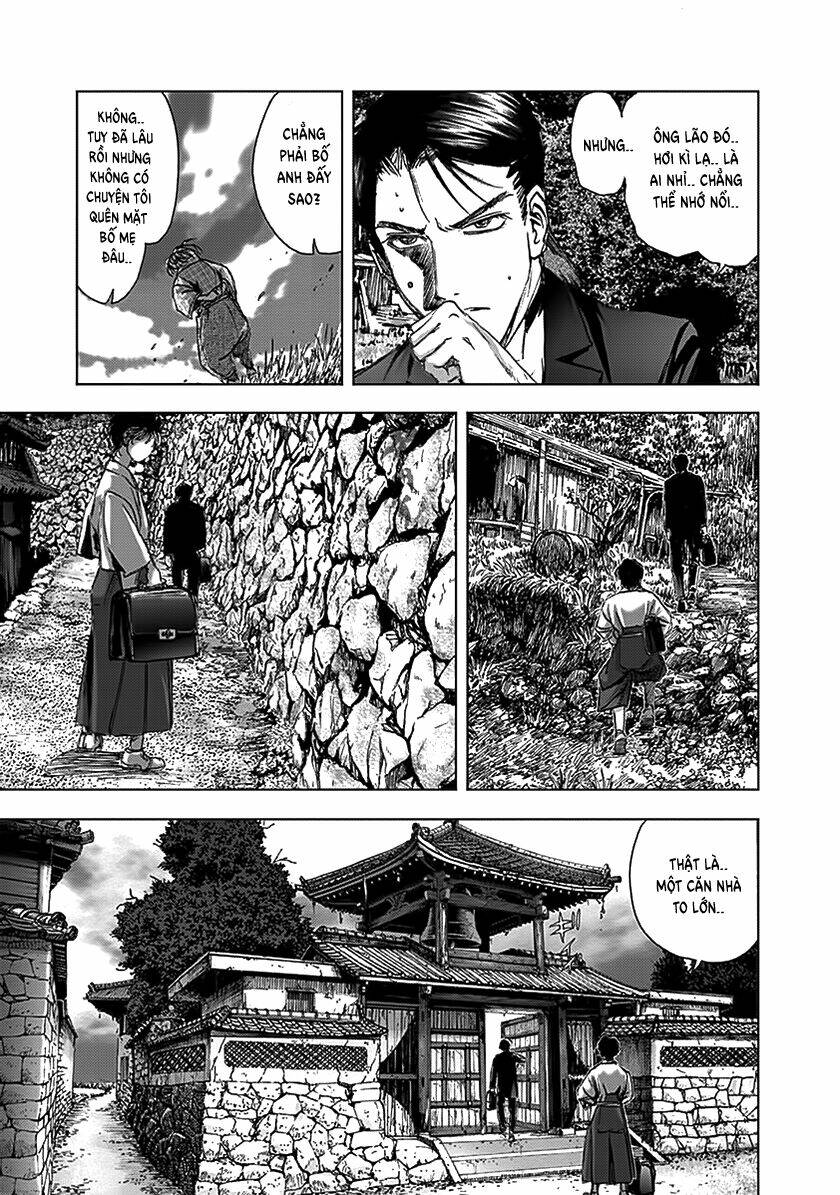 NHƯNG..
ÔNG LÃO ĐÓ..
HƠI KÌ LẠ.. LÀ
AI NHỈ.. CHẲNG
THỂ NHỚ NỔI..
CHẲNG
PHẢI BỐ
ANH ĐẤY
SAO?
KHÔNG..
TUY ĐÃ LÂU
RỒI NHƯNG
KHÔNG CÓ
CHUYỆN TÔI
QUÊN MẶT
BỐ MẸ
ĐÂU..
THẬT LÀ..
MỘT CĂN NHÀ
TO LỚN..